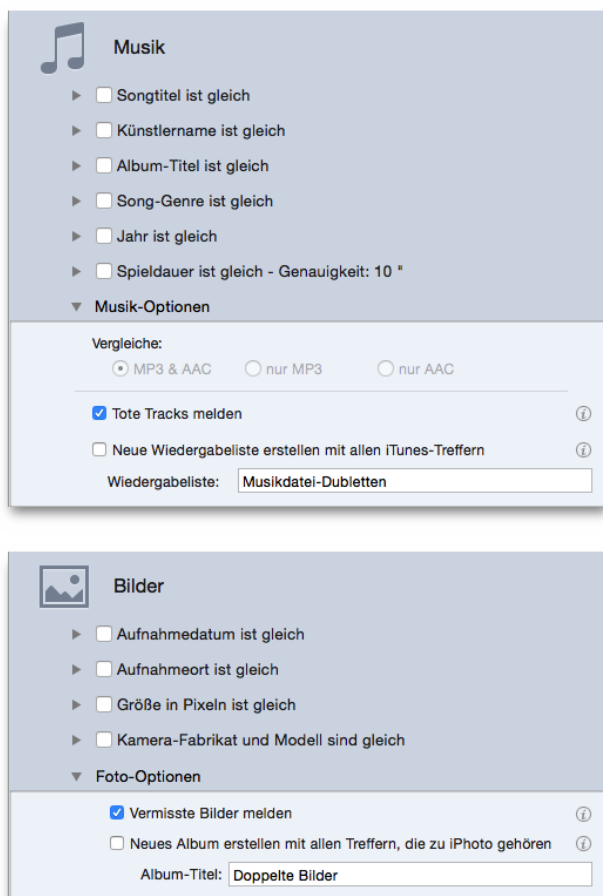 Musik
Songtitel ist gleich
Künstlername ist gleich
Album-Titel ist gleich
Song-Genre ist gleich
Jahr ist gleich
Spieldauer ist gleich - Genauigkeit: 10 "
Musik-Optionen
Vergleiche:
MP3 & AAC nur MP3 nur AAC
Tote Tracks melden
Neue Wiedergabeliste erstellen mit allen iTunes-Treffern
Wiedergabeliste: Musikdatei-Dubletten
Bilder
Aufnahmedatum ist gleich
Aufnahmeort ist gleich
Größe in Pixeln ist gleich
Kamera-Fabrikat und Modell sind gleich
Foto-Optionen
Vermisste Bilder melden
Neues Album erstellen mit allen Treffern, die zu iPhoto gehören
Album-Titel: Doppelte Bilder